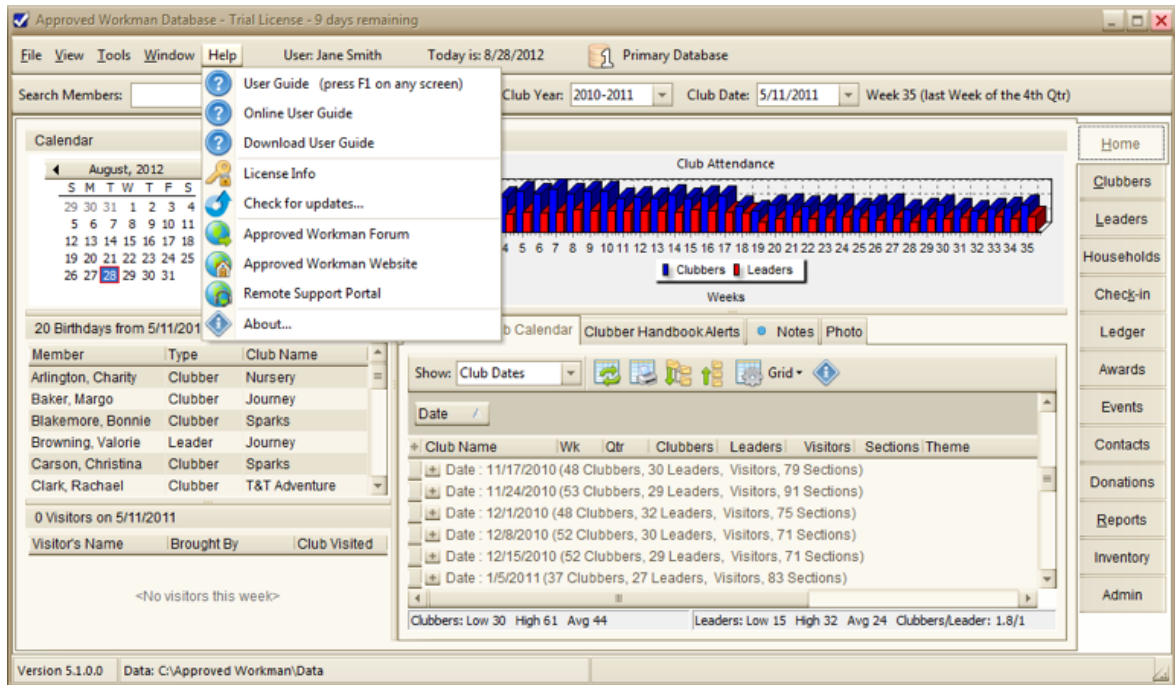 Approved Workman Database - Trial License - 9 days remaining
File View Tools Window Help User: Jane Smith Today is: 8/28/2012 1 Primary Database
Search Members: Club Year: 2010-2011 Club Date: 5/11/2011 Week 35 (last Week of the 4th Qtr)
User Guide (press F1 on any screen)
Online User Guide
Download User Guide
License Info
Check for updates...
Approved Workman Forum
Approved Workman Website
Remote Support Portal
About...
Calendar
August, 2012
S M T W T F S
29 30 31 1 2 3 4
5 6 7 8 9 10 11
12 13 14 15 16 17 18
19 20 21 22 23 24 25
26 27 28 29 30 31
Club Attendance
4 5 6 7 8 9 10 11 12 13 14 15 16 17 18 19 20 21 22 23 24 25 26 27 28 29 30 31 32 33 34 35
Clubbers Leaders
Weeks
Home
Clubbers
Leaders
Households
Check-in
Ledger
Awards
Events
Contacts
Donations
Reports
Inventory
Admin
20 Birthdays from 5/11/201
Member Type Club Name
Arlington, Charity Clubber Nursery
Baker, Margo Clubber Journey
Blakemore, Bonnie Clubber Sparks
Browning, Valorie Leader Journey
Carson, Christina Clubber Sparks
Clark, Rachael Clubber T&T Adventure
0 Visitors on 5/11/2011
Visitor's Name Brought By Club Visited
<No visitors this week>
b Calendar Clubber Handbook Alerts Notes Photo
Show: Club Dates Grid
Date
Club Name Wk Qtr Clubbers Leaders Visitors Sections Theme
Date : 11/17/2010 (48 Clubbers, 30 Leaders, Visitors, 79 Sections)
Date : 11/24/2010 (53 Clubbers, 29 Leaders, Visitors, 91 Sections)
Date : 12/1/2010 (48 Clubbers, 32 Leaders, Visitors, 75 Sections)
Date : 12/8/2010 (52 Clubbers, 30 Leaders, Visitors, 71 Sections)
Date : 12/15/2010 (52 Clubbers, 29 Leaders, Visitors, 71 Sections)
Date : 1/5/2011 (37 Clubbers, 27 Leaders, Visitors, 83 Sections)
Clubbers: Low 30 High 61 Avg 44 Leaders: Low 15 High 32 Avg 24 Clubbers/Leader: 1.8/1
Version 5.1.0.0 Data: C:\Approved Workman\Data